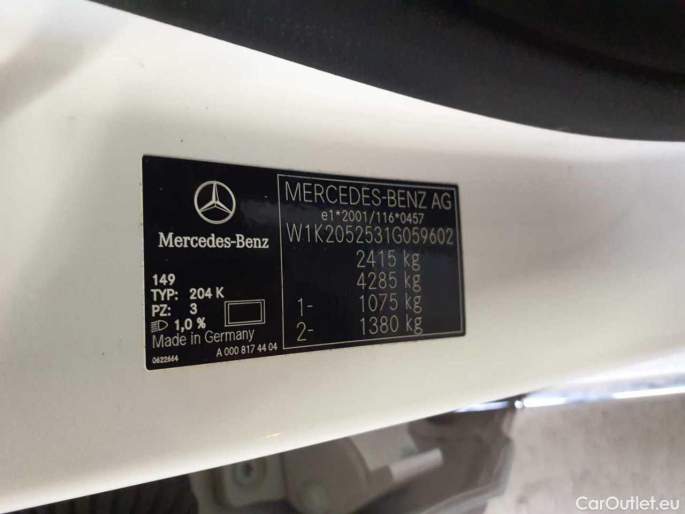 Mercedes-Benz
149
TYP: 204 K
PZ: 3
1,0 %
Made in Germany
0622664
A 000 817 44 04
MERCEDES-BENZ AG
e1*2001/116*0457
W1K2052531G059602
2415 kg
4285 kg
1- 1075 kg
2- 1380 kg
CarOutlet.eu